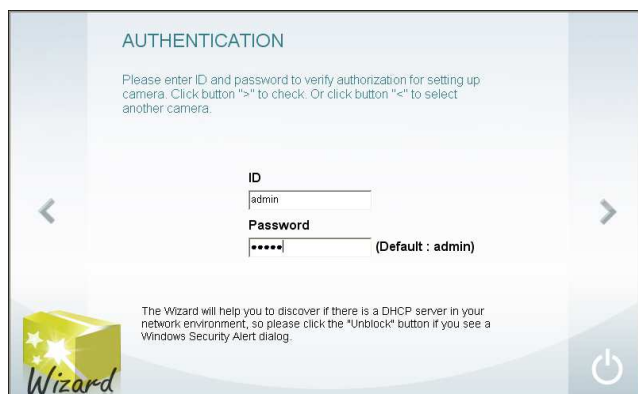 AUTHENTICATION
Please enter ID and password to verify authorization for setting up
camera. Click button ">" to check. Or click button "<" to select
another camera.
ID
admin
Password
•••••
(Default : admin)
The Wizard will help you to discover if there is a DHCP server in your
network environment, so please click the "Unblock" button if you see a
Windows Security Alert dialog.
Wizard